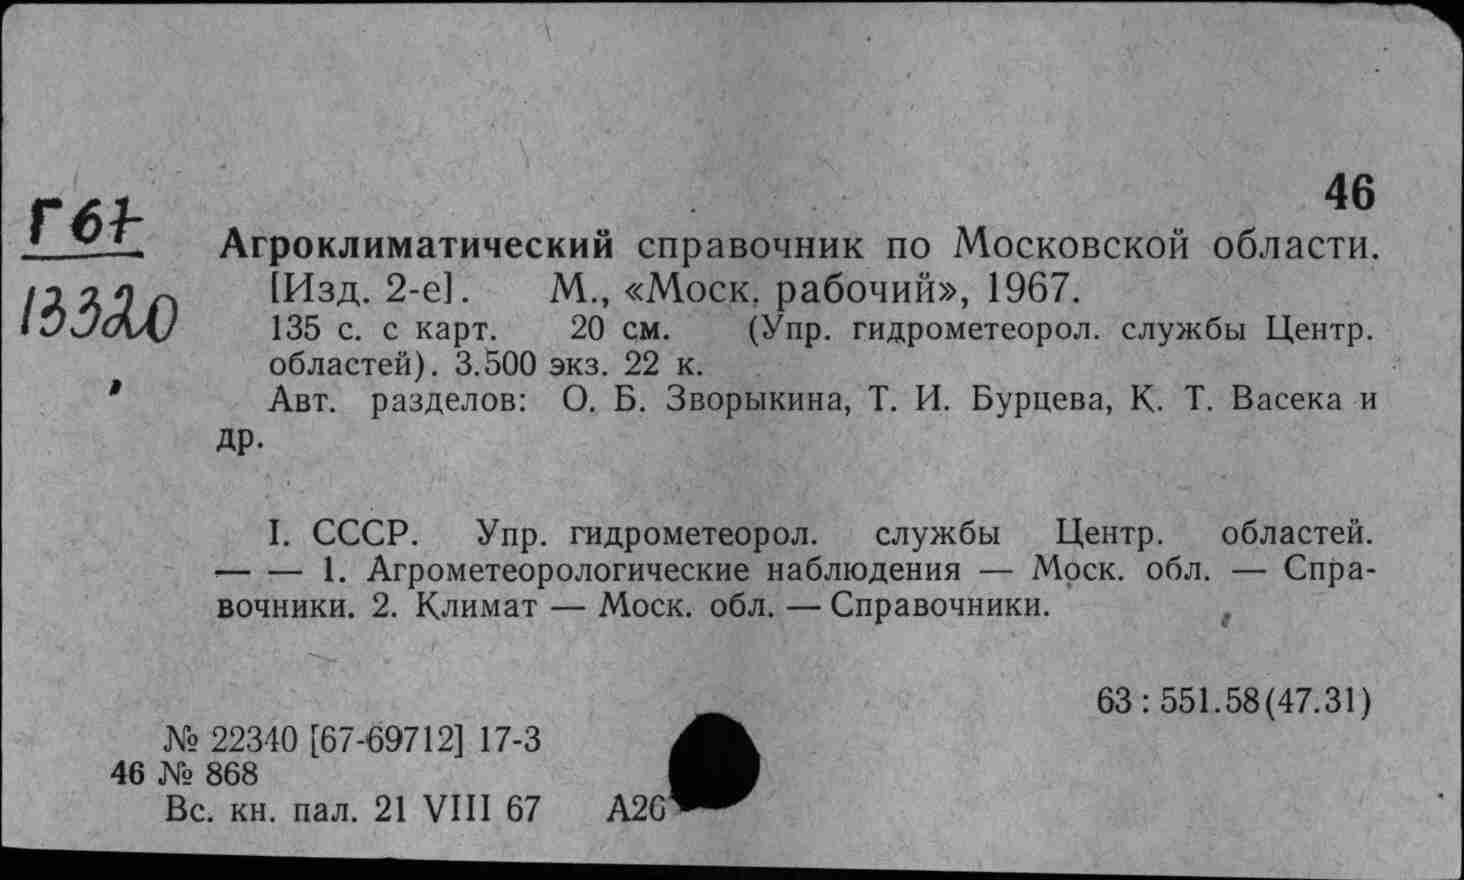 46
Г 67
13320
Агроклиматический справочник по Московской области.
[Изд. 2-е]. М., «Моск. рабочий», 1967.
135 с. с карт. 20 см. (Упр. гидрометеорол. службы Центр.
областей). 3.500 экз. 22 к.
Авт. разделов: О. Б. Зворыкина, Т. И. Бурцева, К. Т. Васека и
др.
I. СССР. Упр. гидрометеорол. службы Центр. областей.
— — 1. Агрометеорологические наблюдения — Моск. обл. — Спра-
вочники. 2. Климат — Моск. обл. — Справочники.
63 : 551.58(47.31)
№ 22340 [67-69712] 17-3
46 № 868
Вс. кн. пал. 21 VIII 67 А26